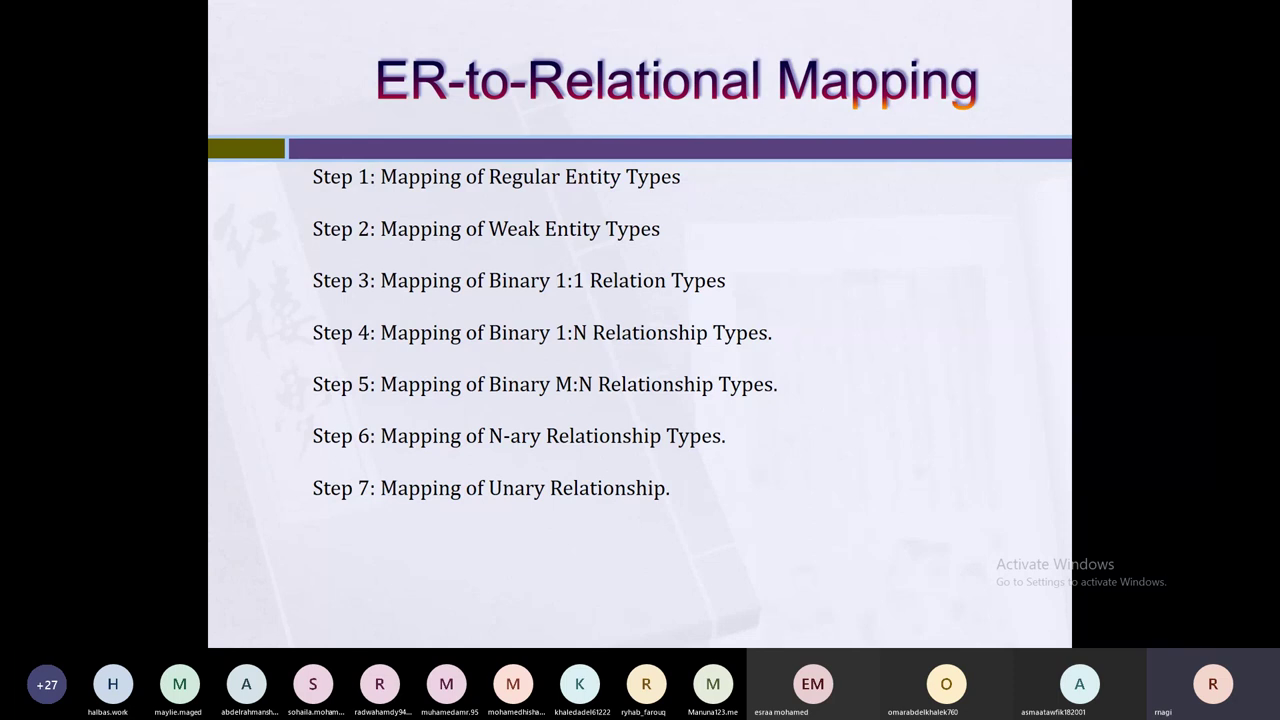 ER-to-Relational Mapping
Step 1: Mapping of Regular Entity Types
Step 2: Mapping of Weak Entity Types
Step 3: Mapping of Binary 1:1 Relation Types
Step 4: Mapping of Binary 1:N Relationship Types.
Step 5: Mapping of Binary M:N Relationship Types.
Step 6: Mapping of N-ary Relationship Types.
Step 7: Mapping of Unary Relationship.
Activate Windows
Go to Settings to activate Windows.
+27 H M A S R M M K R M EM O A R
halbas.work maylie.maged abdelrahmansh... sohaila.moham... radwahamdy94... muhamedamr.95 mohamedhisha... khaledadel61222 ryhab_farouq Manuna123.me esraa mohamed omarabdelkhalek760 asmaatawfik182001 rnagi